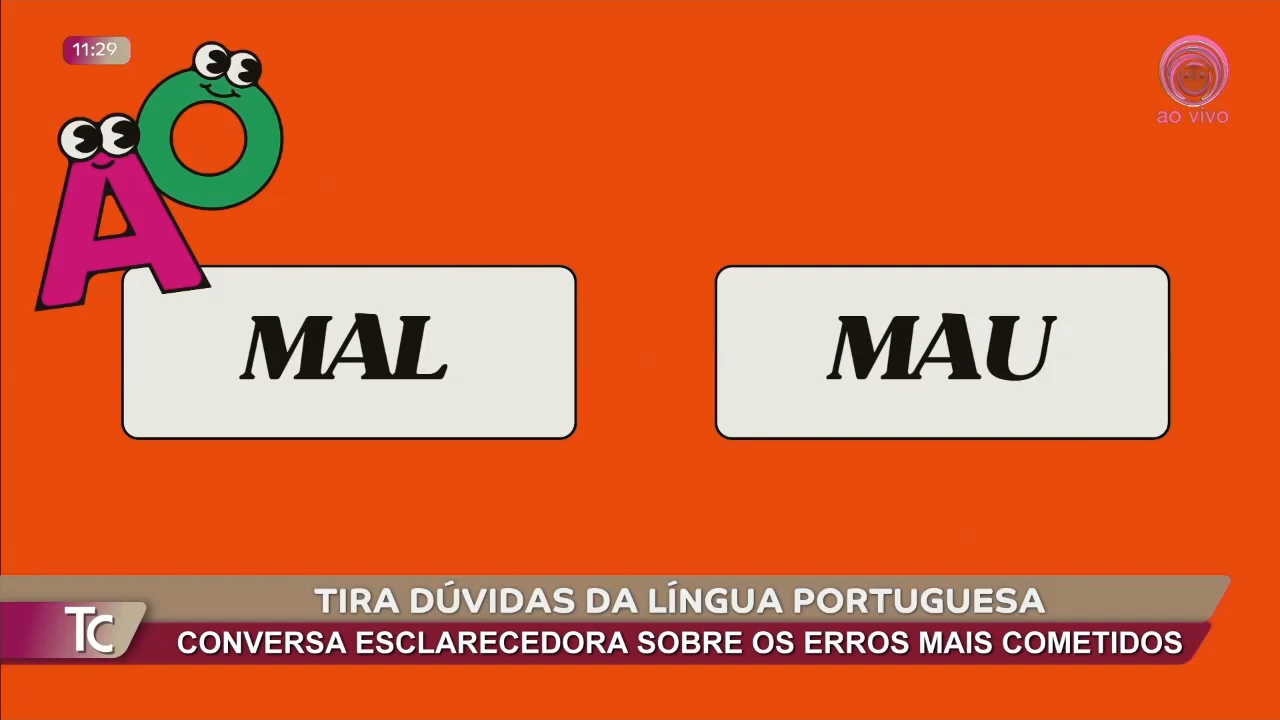 11:29
ao vivo
A
O
MAL
MAU
TIRA DÚVIDAS DA LÍNGUA PORTUGUESA
TC
CONVERSA ESCLARECEDORA SOBRE OS ERROS MAIS COMETIDOS